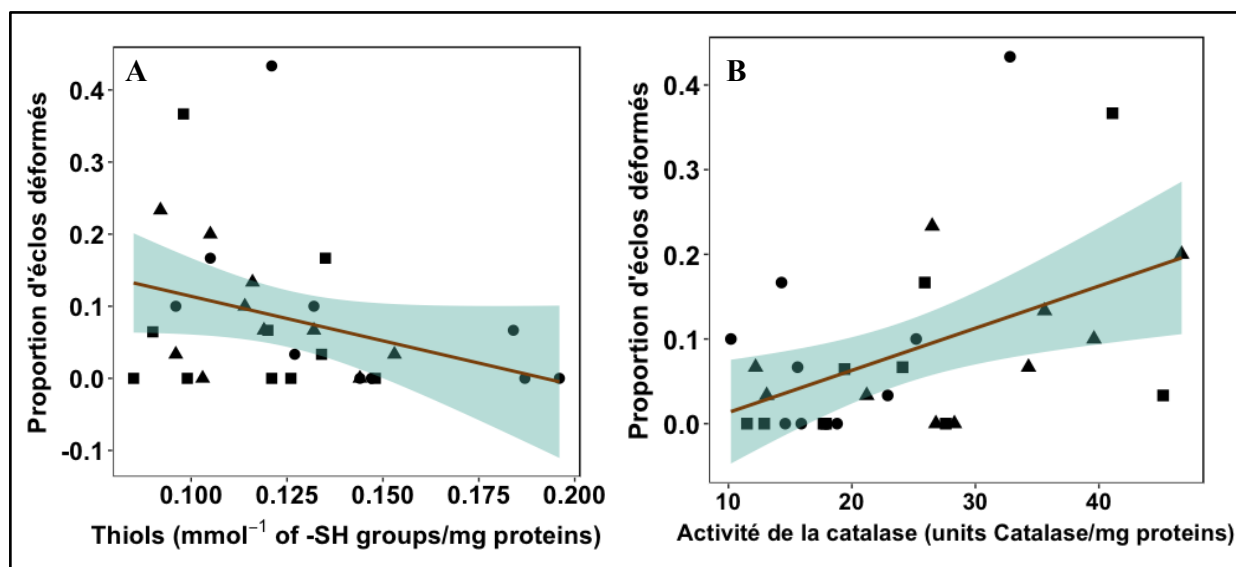 A
Proportion d'éclos déformés
0.4
0.3
0.2
0.1
0.0
-0.1
0.100 0.125 0.150 0.175 0.200
Thiols (mmol⁻¹ of -SH groups/mg proteins)
B
Proportion d'éclos déformés
0.4
0.3
0.2
0.1
0.0
10 20 30 40
Activité de la catalase (units Catalase/mg proteins)